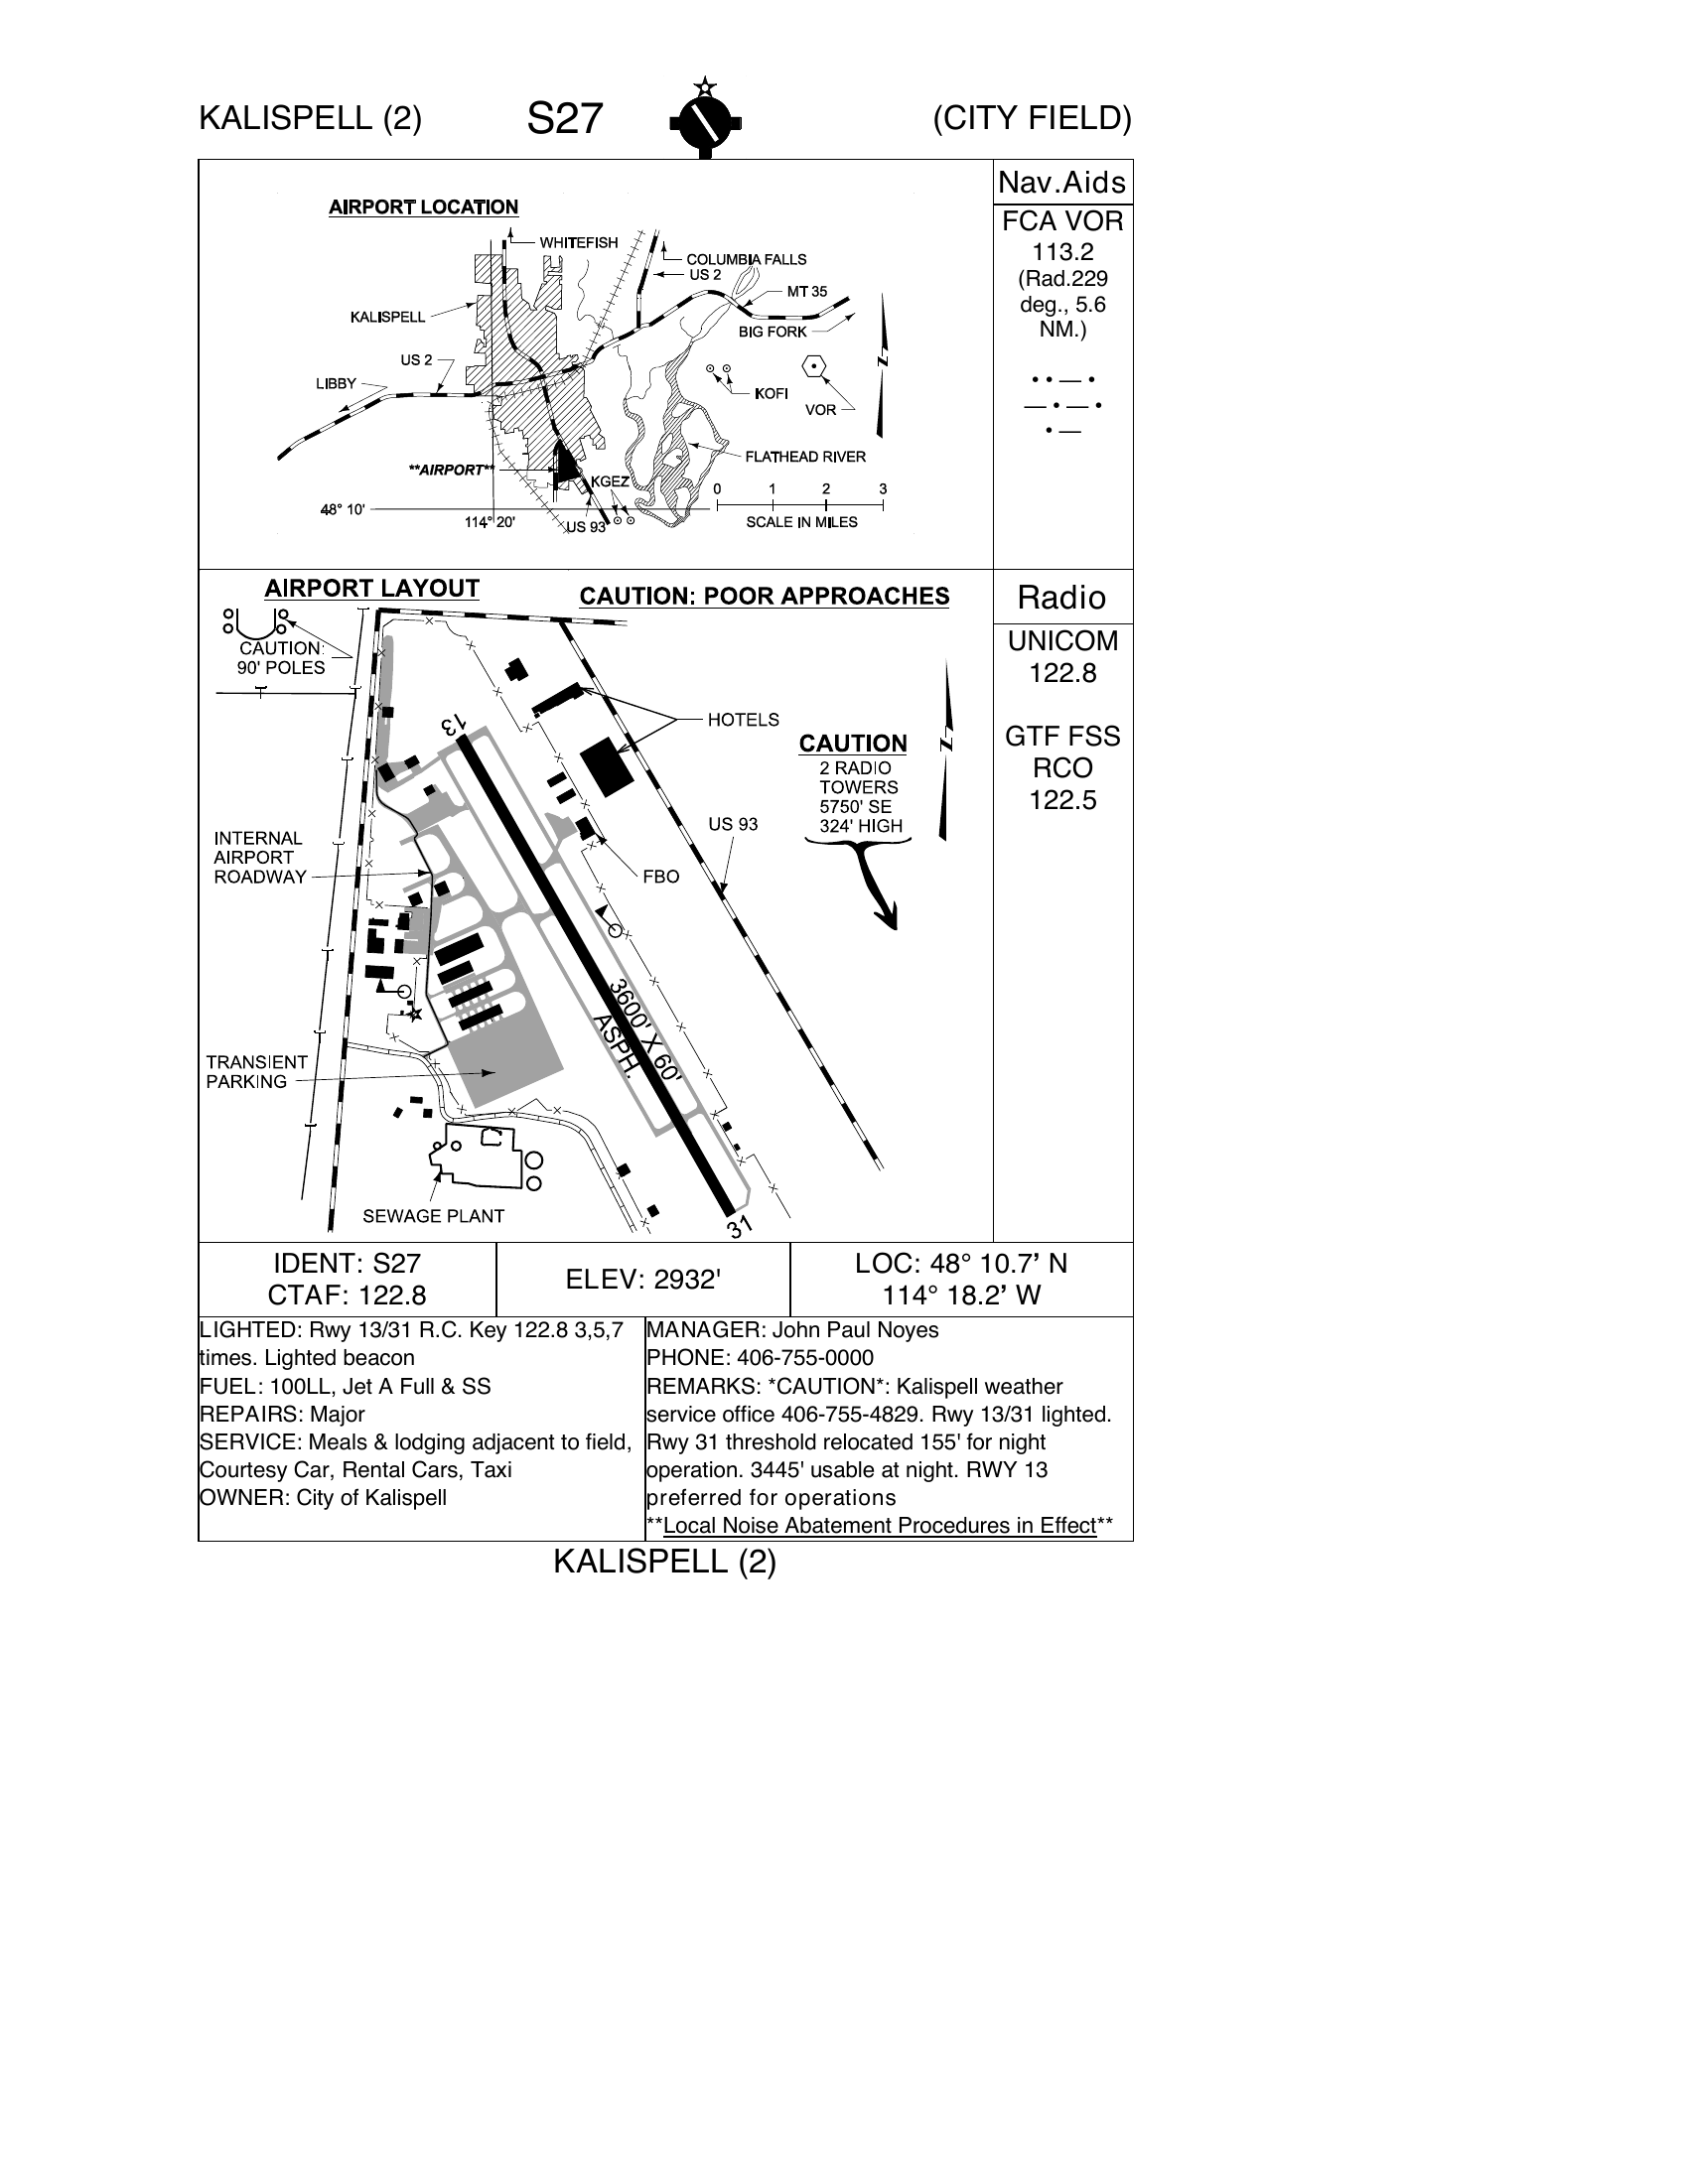 KALISPELL (2) S27 (CITY FIELD)
AIRPORT LOCATION
WHITEFISH
COLUMBIA FALLS
US 2
MT 35
KALISPELL
BIG FORK
US 2
LIBBY
KOFI
VOR
N
**AIRPORT**
FLATHEAD RIVER
KGEZ
0 1 2 3
SCALE IN MILES
48° 10'
114° 20'
US 93
Nav.Aids
FCA VOR
113.2
(Rad.229
deg., 5.6
NM.)
• • — •
— • — •
• —
AIRPORT LAYOUT
CAUTION: POOR APPROACHES
CAUTION:
90' POLES
HOTELS
13
N
CAUTION
2 RADIO
TOWERS
5750' SE
324' HIGH
US 93
INTERNAL
AIRPORT
ROADWAY
FBO
3600' X 60'
ASPH.
TRANSIENT
PARKING
SEWAGE PLANT
31
Radio
UNICOM
122.8
GTF FSS
RCO
122.5
IDENT: S27
CTAF: 122.8
ELEV: 2932'
LOC: 48° 10.7’ N
114° 18.2’ W
LIGHTED: Rwy 13/31 R.C. Key 122.8 3,5,7
times. Lighted beacon
FUEL: 100LL, Jet A Full & SS
REPAIRS: Major
SERVICE: Meals & lodging adjacent to field,
Courtesy Car, Rental Cars, Taxi
OWNER: City of Kalispell
MANAGER: John Paul Noyes
PHONE: 406-755-0000
REMARKS: *CAUTION*: Kalispell weather
service office 406-755-4829. Rwy 13/31 lighted.
Rwy 31 threshold relocated 155' for night
operation. 3445' usable at night. RWY 13
preferred for operations
**Local Noise Abatement Procedures in Effect**
KALISPELL (2)